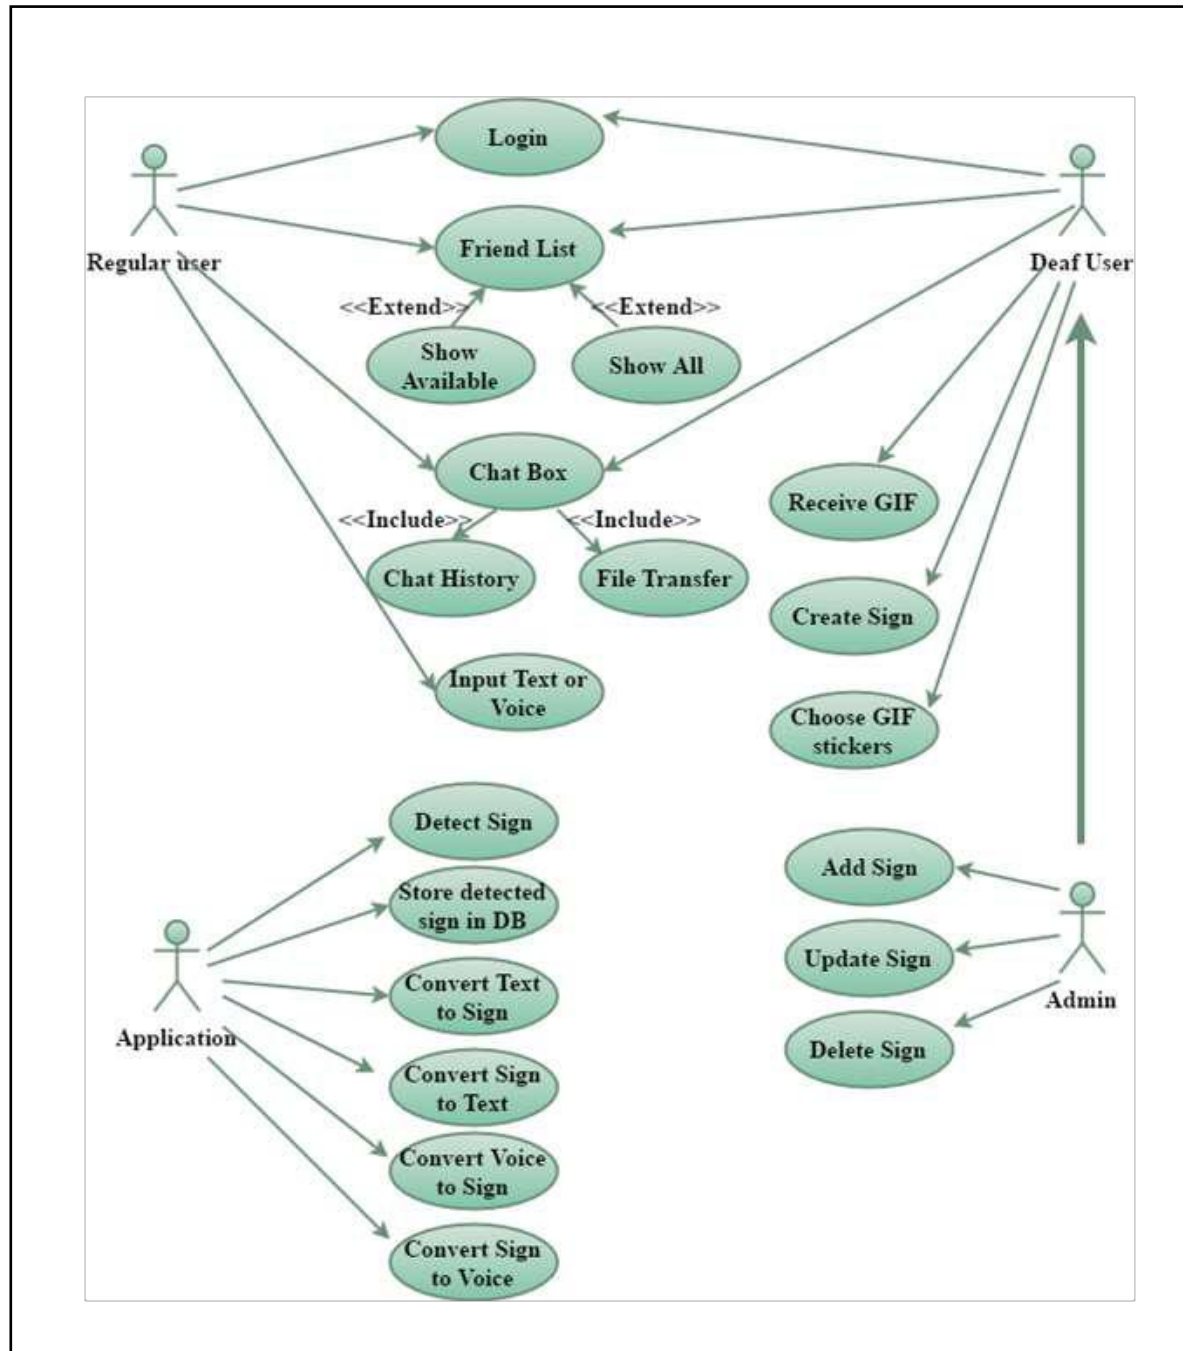 Login
Regular user
Friend List
Deaf User
<<Extend>>
<<Extend>>
Show
Available
Show All
Chat Box
Receive GIF
<<Include>>
<<Include>>
Chat History
File Transfer
Create Sign
Input Text or
Voice
Choose GIF
stickers
Detect Sign
Add Sign
Store detected
sign in DB
Update Sign
Convert Text
to Sign
Admin
Application
Delete Sign
Convert Sign
to Text
Convert Voice
to Sign
Convert Sign
to Voice